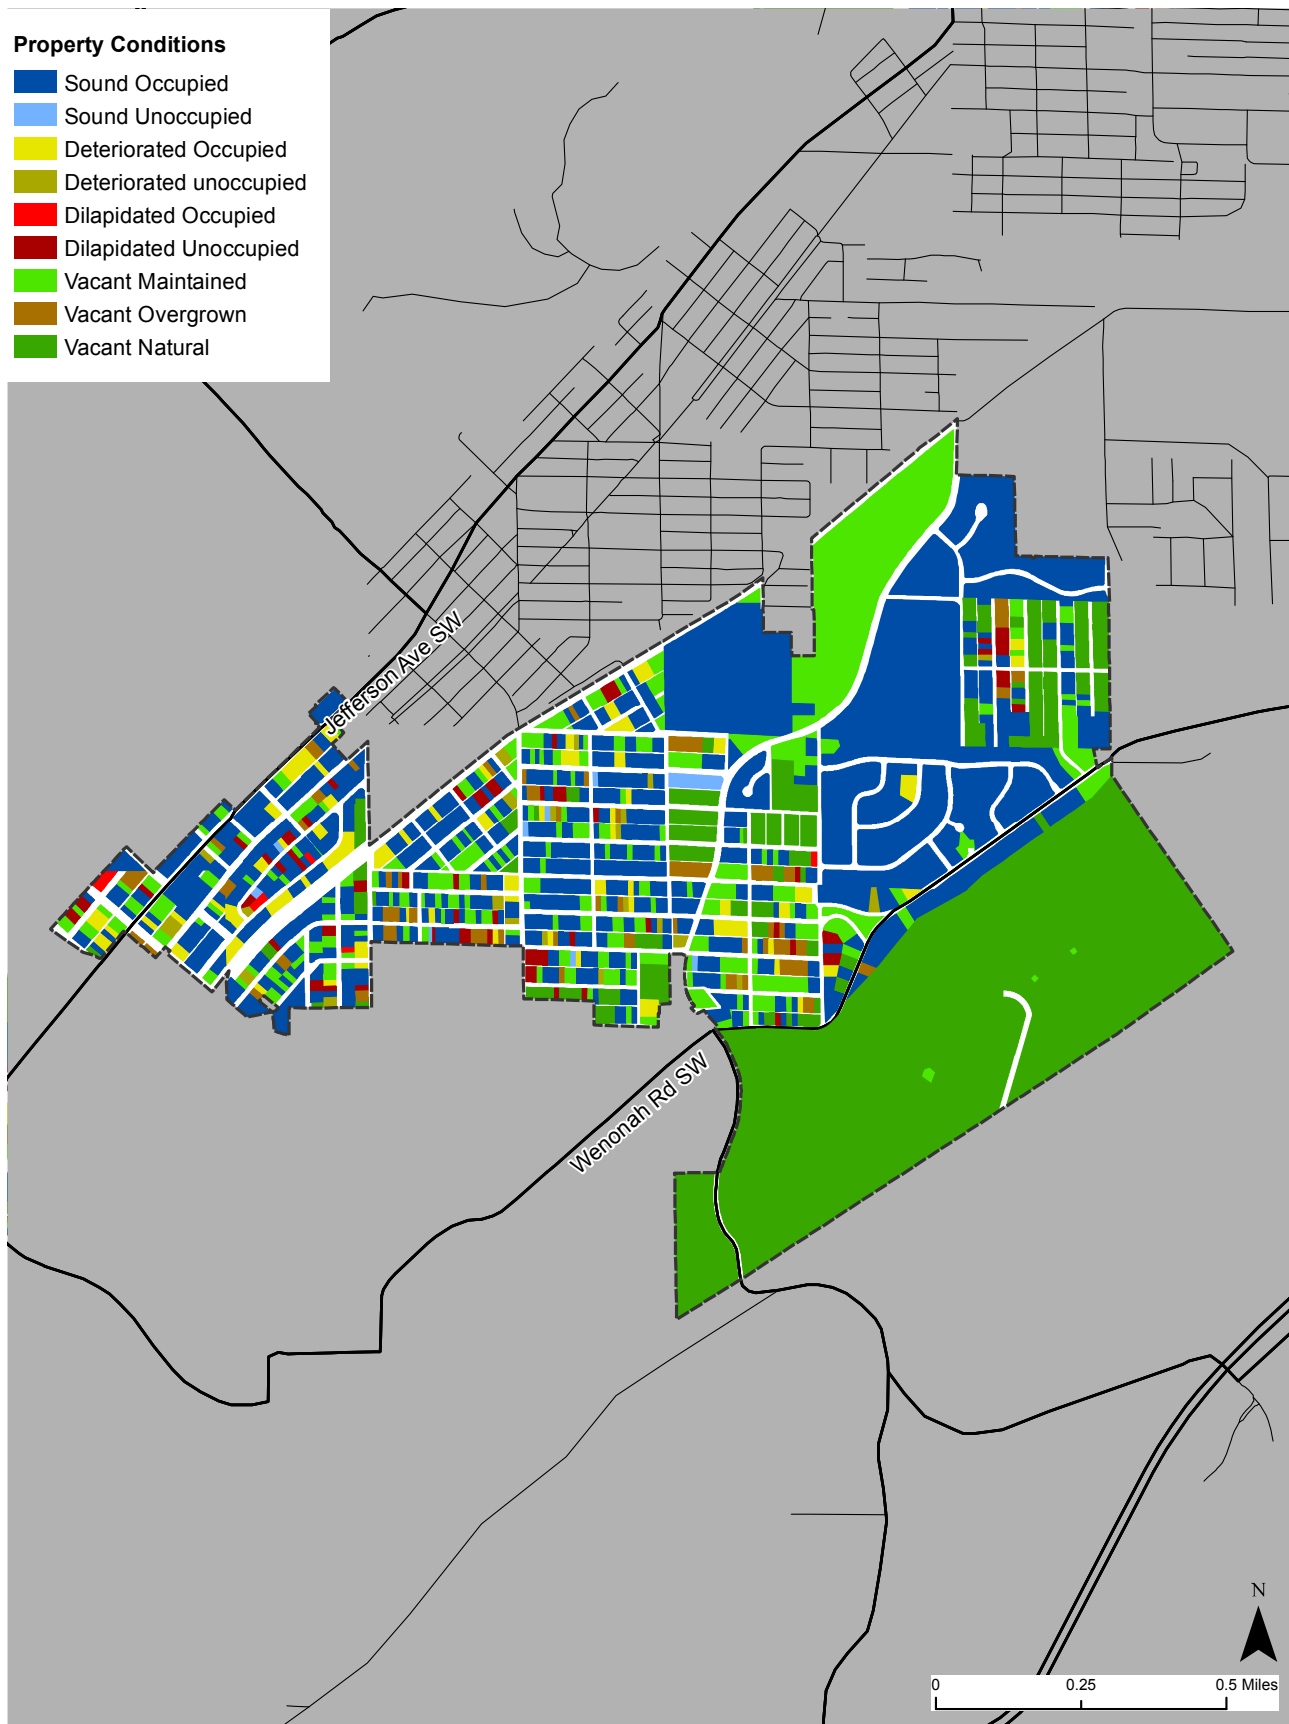 Property Conditions
Sound Occupied
Sound Unoccupied
Deteriorated Occupied
Deteriorated unoccupied
Dilapidated Occupied
Dilapidated Unoccupied
Vacant Maintained
Vacant Overgrown
Vacant Natural
Jefferson Ave SW
Wenonah Rd SW
N
0 0.25 0.5 Miles